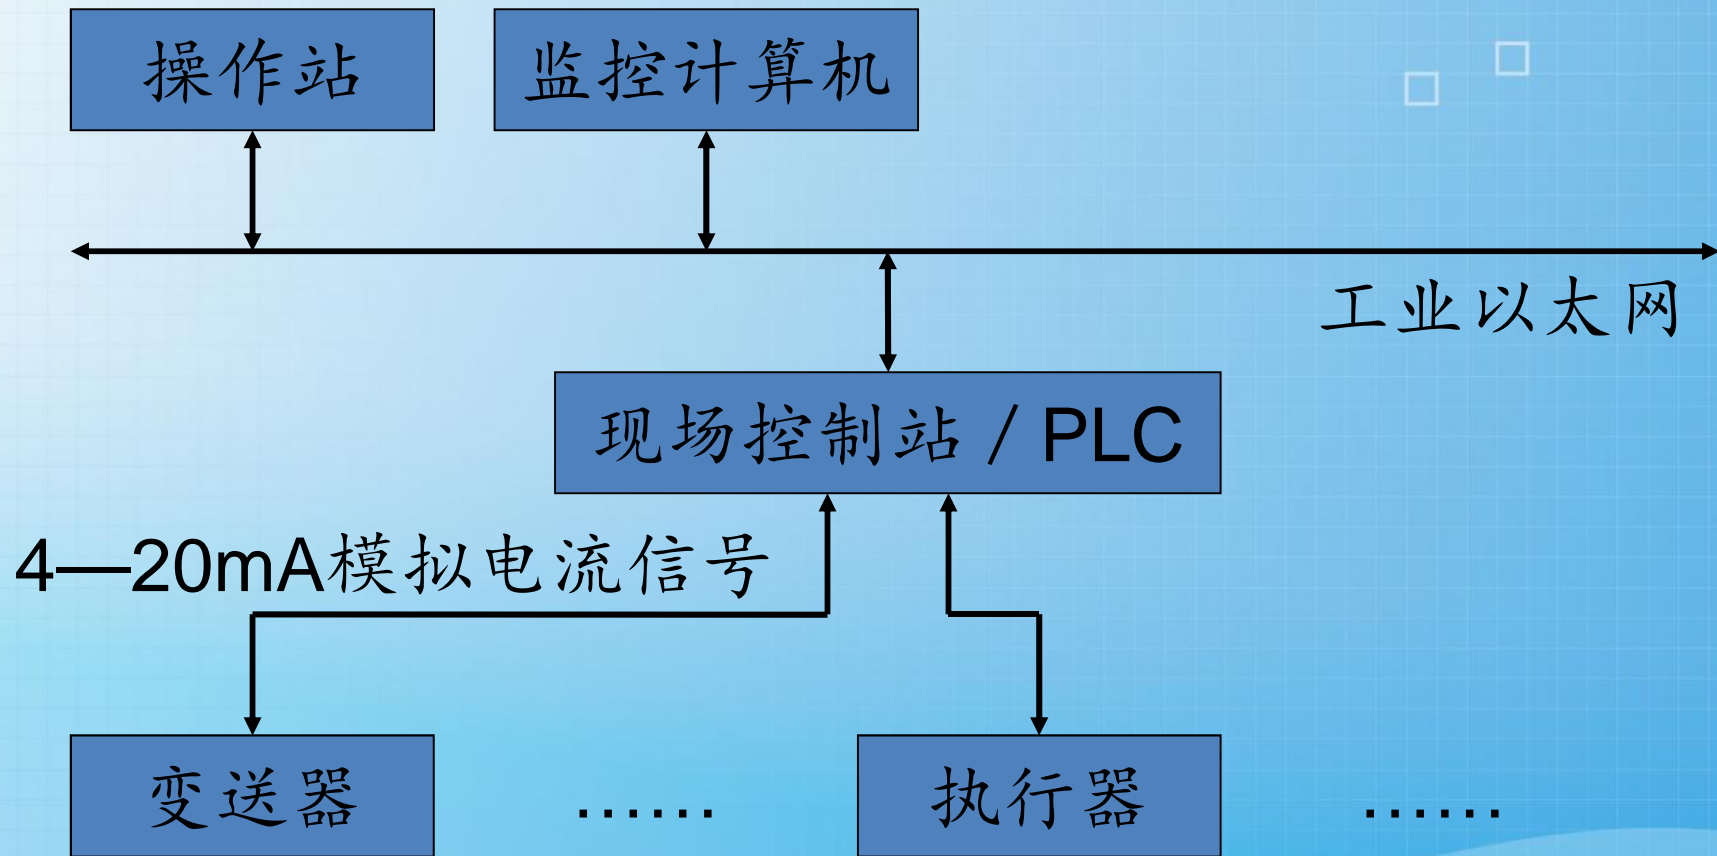 操作站
监控计算机
工业以太网
现场控制站／PLC
4—20mA模拟电流信号
变送器
……
执行器
……